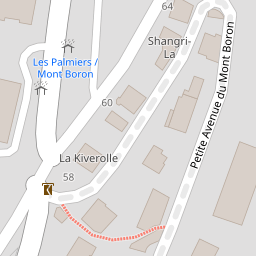 64
Shangri-
La
Les Palmiers /
Mont Boron
60
Petite Avenue du Mont Boron
La Kiverolle
58